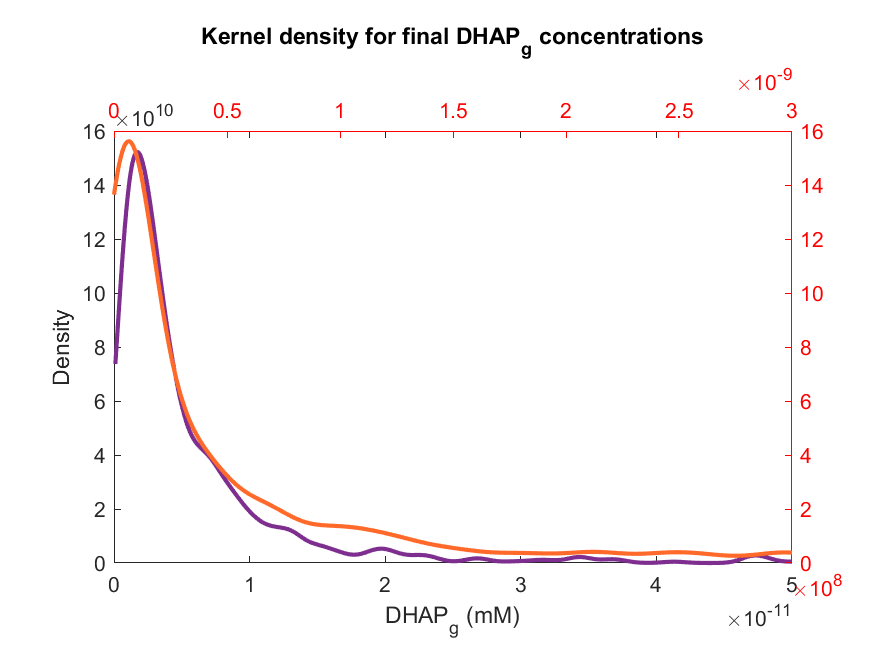 Kernel density for final DHAP_g concentrations
×10^-9
0 0.5 1 1.5 2 2.5 3
×10^10
16 16
14 14
12 12
10 10
Density
8 8
6 6
4 4
2 2
0 0
0 1 2 3 4 5
×10^8
DHAP_g (mM)
×10^-11